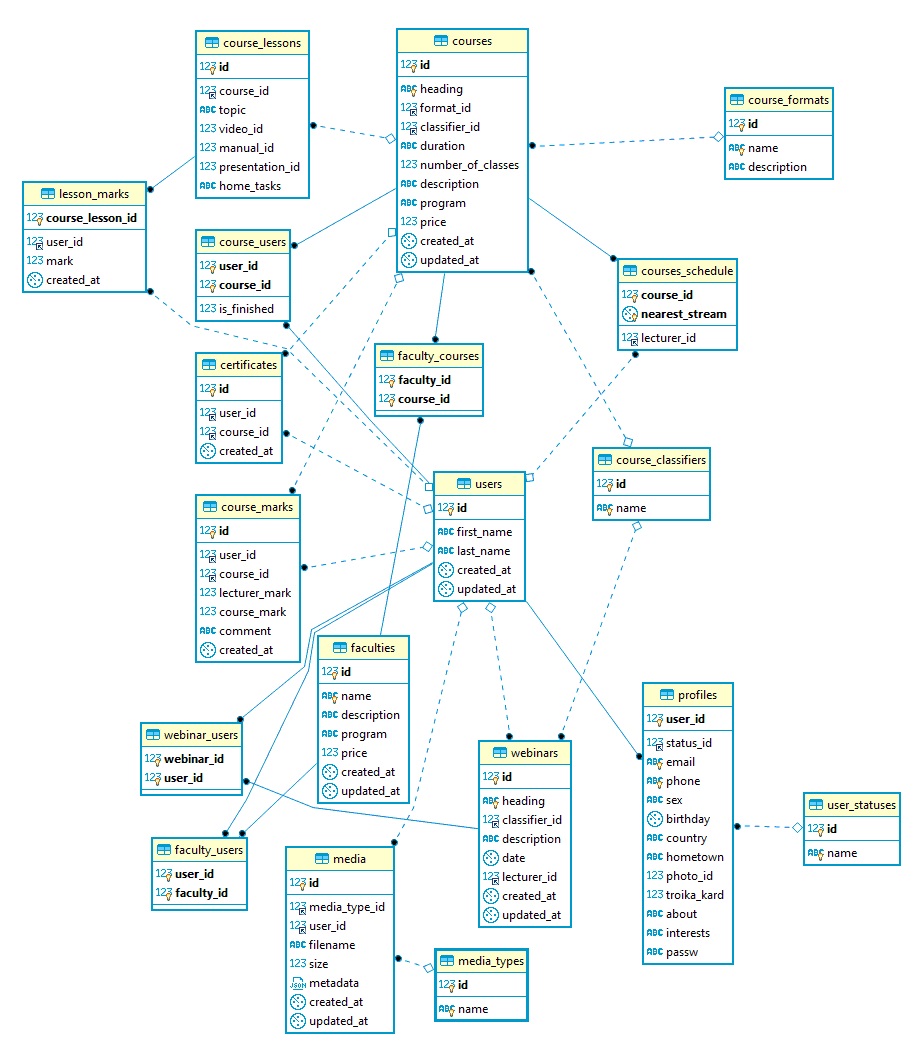 course_lessons
123 id
123 course_id
ABC topic
123 video_id
123 manual_id
123 presentation_id
ABC home_tasks
courses
123 id
ABC heading
123 format_id
123 classifier_id
ABC duration
123 number_of_classes
ABC description
ABC program
123 price
created_at
updated_at
course_formats
123 id
ABC name
ABC description
lesson_marks
123 course_lesson_id
123 user_id
123 mark
created_at
course_users
123 user_id
123 course_id
123 is_finished
courses_schedule
123 course_id
nearest_stream
123 lecturer_id
certificates
123 id
123 user_id
123 course_id
created_at
faculty_courses
123 faculty_id
123 course_id
course_classifiers
123 id
ABC name
users
123 id
ABC first_name
ABC last_name
created_at
updated_at
course_marks
123 id
123 user_id
123 course_id
123 lecturer_mark
123 course_mark
ABC comment
created_at
faculties
123 id
ABC name
ABC description
ABC program
123 price
created_at
updated_at
profiles
123 user_id
123 status_id
ABC email
ABC phone
ABC sex
birthday
ABC country
ABC hometown
123 photo_id
123 troika_kard
ABC about
ABC interests
ABC passw
webinar_users
123 webinar_id
123 user_id
webinars
123 id
ABC heading
123 classifier_id
ABC description
date
123 lecturer_id
created_at
updated_at
user_statuses
123 id
ABC name
faculty_users
123 user_id
123 faculty_id
media
123 id
123 media_type_id
123 user_id
ABC filename
123 size
JSON metadata
created_at
updated_at
media_types
123 id
ABC name